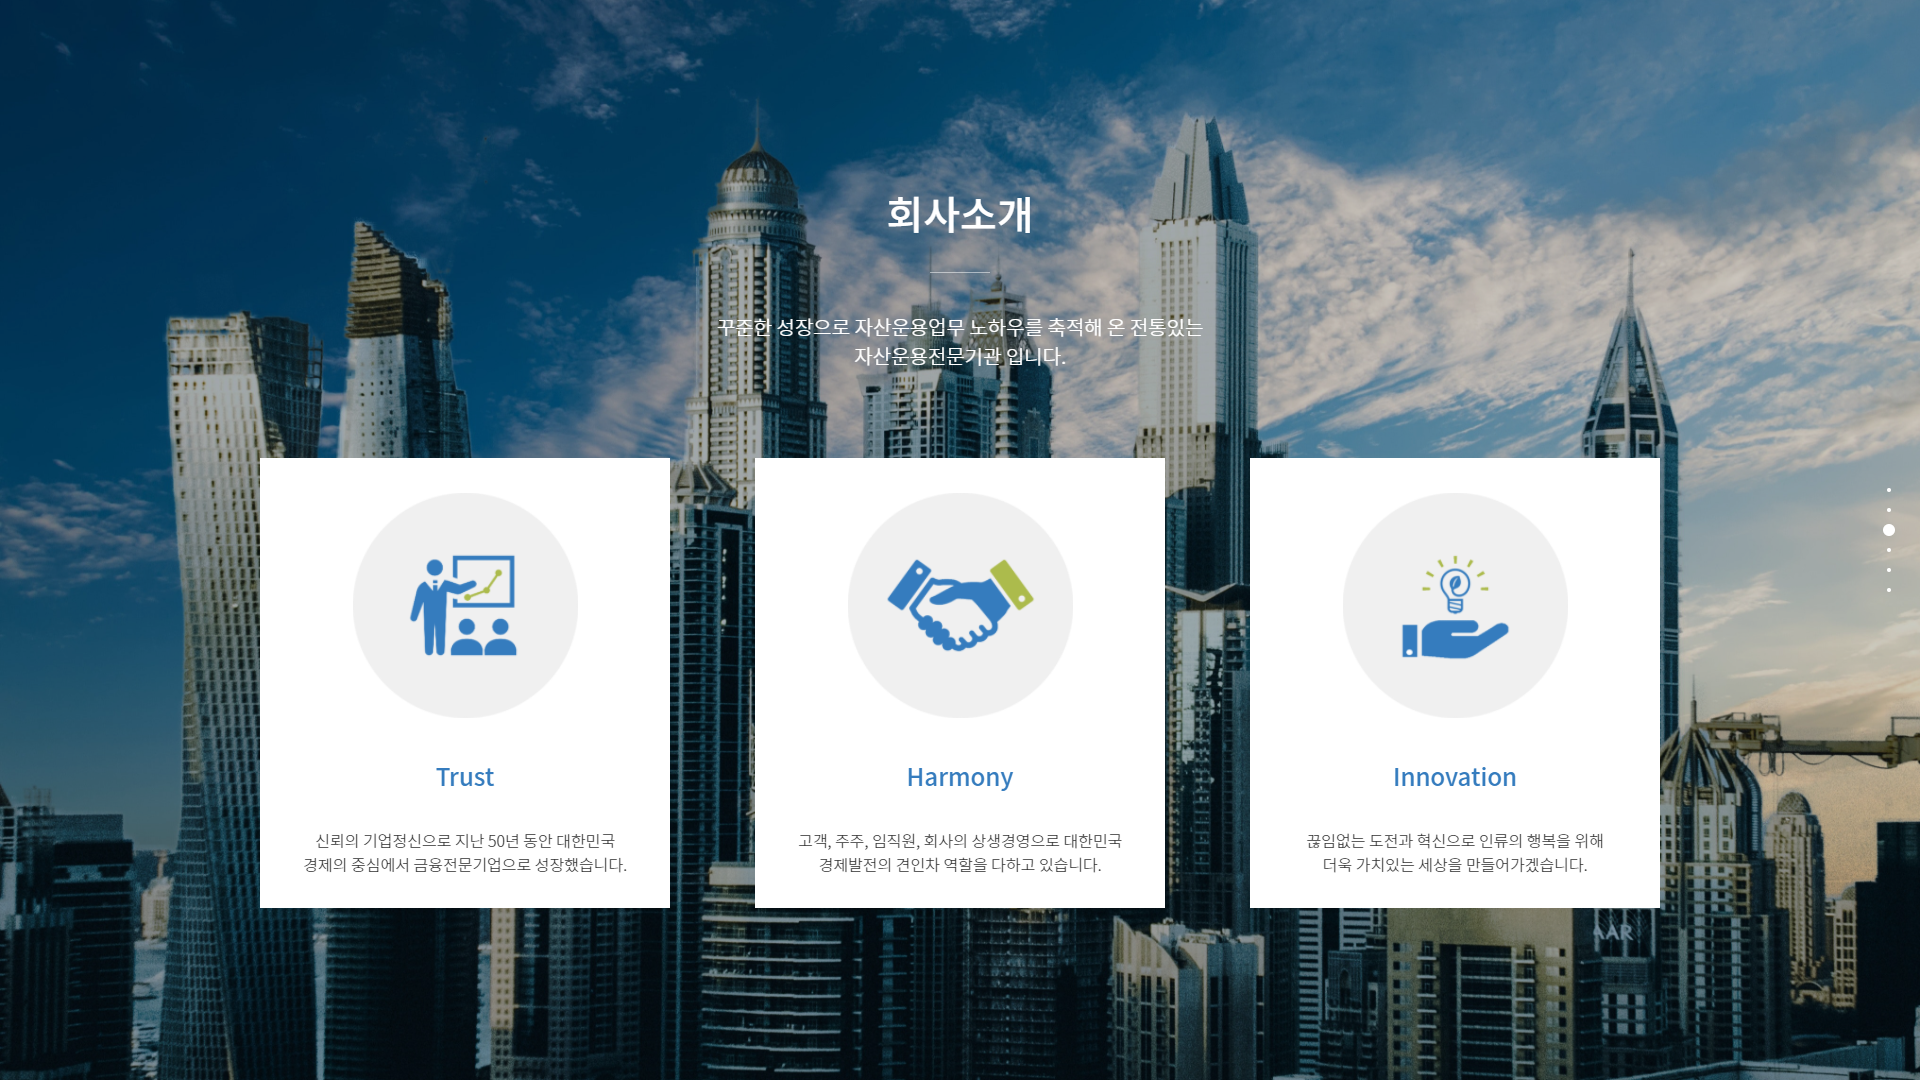 회사소개
꾸준한 성장으로 자산운용업무 노하우를 축적해 온 전통있는
자산운용전문기관 입니다.
Trust
신뢰의 기업정신으로 지난 50년 동안 대한민국
경제의 중심에서 금융전문기업으로 성장했습니다.
Harmony
고객, 주주, 임직원, 회사의 상생경영으로 대한민국
경제발전의 견인차 역할을 다하고 있습니다.
Innovation
끊임없는 도전과 혁신으로 인류의 행복을 위해
더욱 가치있는 세상을 만들어가겠습니다.